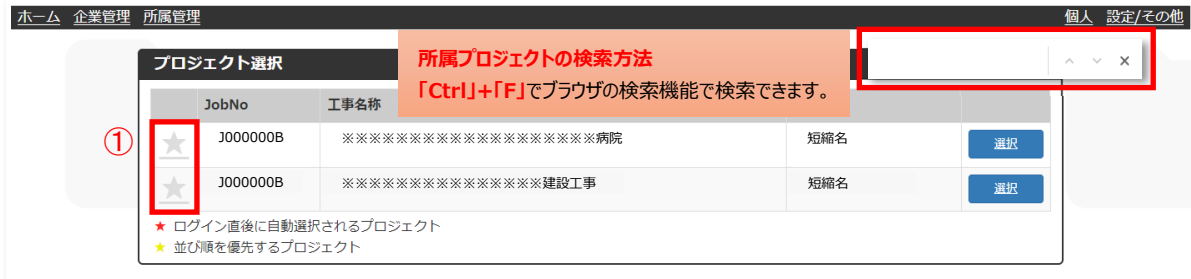 ホーム 企業管理 所属管理 個人 設定/その他
プロジェクト選択
所属プロジェクトの検索方法
「Ctrl」+「F」でブラウザの検索機能で検索できます。
JobNo 工事名称
①
J000000B ※※※※※※※※※※※※※※※※※※※病院 短縮名 選択
J000000B ※※※※※※※※※※※※※※※建設工事 短縮名 選択
★ ログイン直後に自動選択されるプロジェクト
★ 並び順を優先するプロジェクト